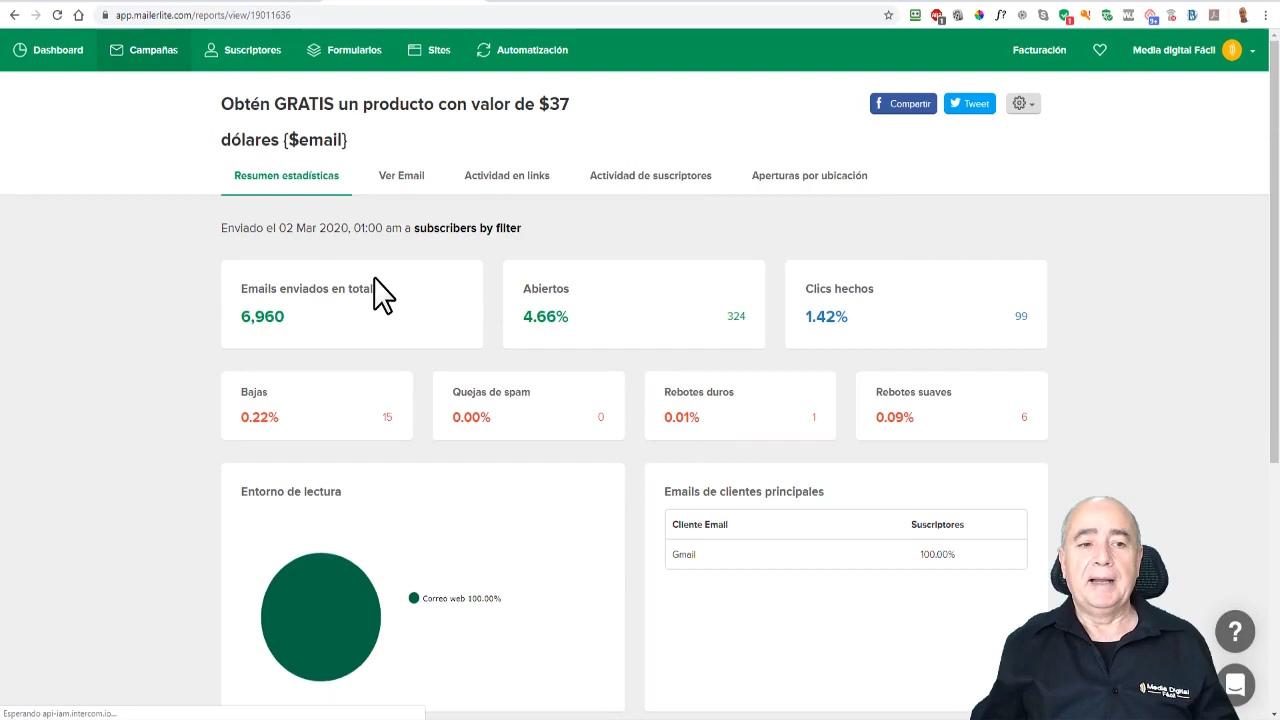 app.mailerlite.com/reports/view/19011636
Dashboard Campañas Suscriptores Formularios Sites Automatización Facturación Media digital Fácil
Obtén GRATIS un producto con valor de $37
dólares {$email}
Compartir Tweet
Resumen estadísticas Ver Email Actividad en links Actividad de suscriptores Aperturas por ubicación
Enviado el 02 Mar 2020, 01:00 am a subscribers by filter
Emails enviados en total
6,960
Abiertos
4.66% 324
Clics hechos
1.42% 99
Bajas
0.22% 15
Quejas de spam
0.00% 0
Rebotes duros
0.01% 1
Rebotes suaves
0.09% 6
Entorno de lectura
Correo web 100.00%
Emails de clientes principales
Cliente Email Suscriptores
Gmail 100.00%
?
Media Digital
Fácil
Esperando api-iam.intercom.io...